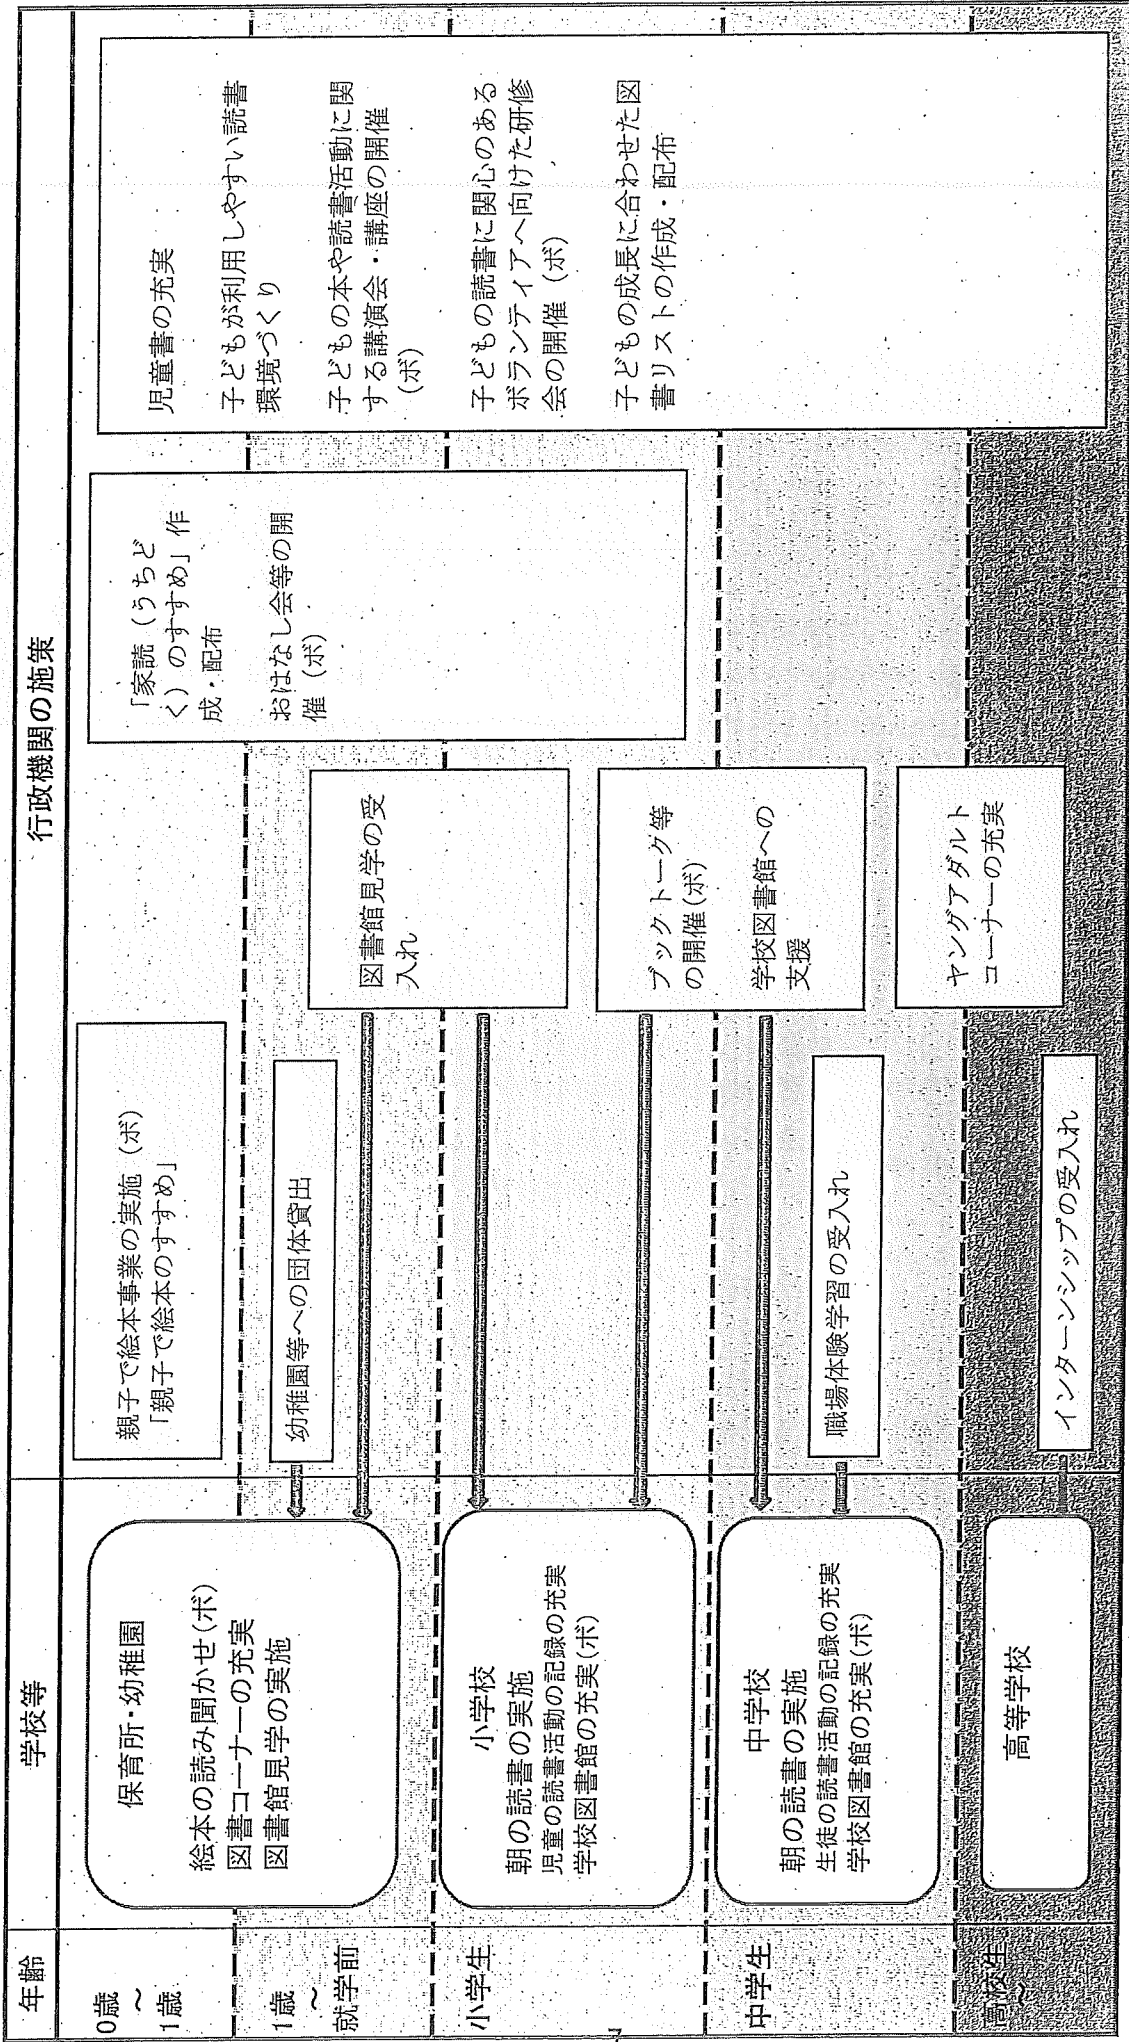 年齢
学校等
行政機関の施策
0歳
～
1歳
1歳
～
就学前
小学生
中学生
高校生
～
保育所・幼稚園
絵本の読み聞かせ(ボ)
図書コーナーの充実
図書館見学の実施
小学校
朝の読書の実施
児童の読書活動の記録の充実
学校図書館の充実(ボ)
中学校
朝の読書の実施
生徒の読書活動の記録の充実
学校図書館の充実(ボ)
高等学校
親子で絵本事業の実施（ボ）
「親子で絵本のすすめ」
幼稚園等への団体貸出
職場体験学習の受入れ
インターンシップの受入れ
図書館見学の受
入れ
ブックトーク等
の開催(ボ)
学校図書館への
支援
ヤングアダルト
コーナーの充実
「家読（うちど
く）のすすめ」作
成・配布
おはなし会等の開
催（ボ）
児童書の充実
子どもが利用しやすい読書
環境づくり
子どもの本や読書活動に関
する講演会・講座の開催
（ボ）
子どもの読書に関心のある
ボランティアへ向けた研修
会の開催（ボ）
子どもの成長に合わせた図
書リストの作成・配布